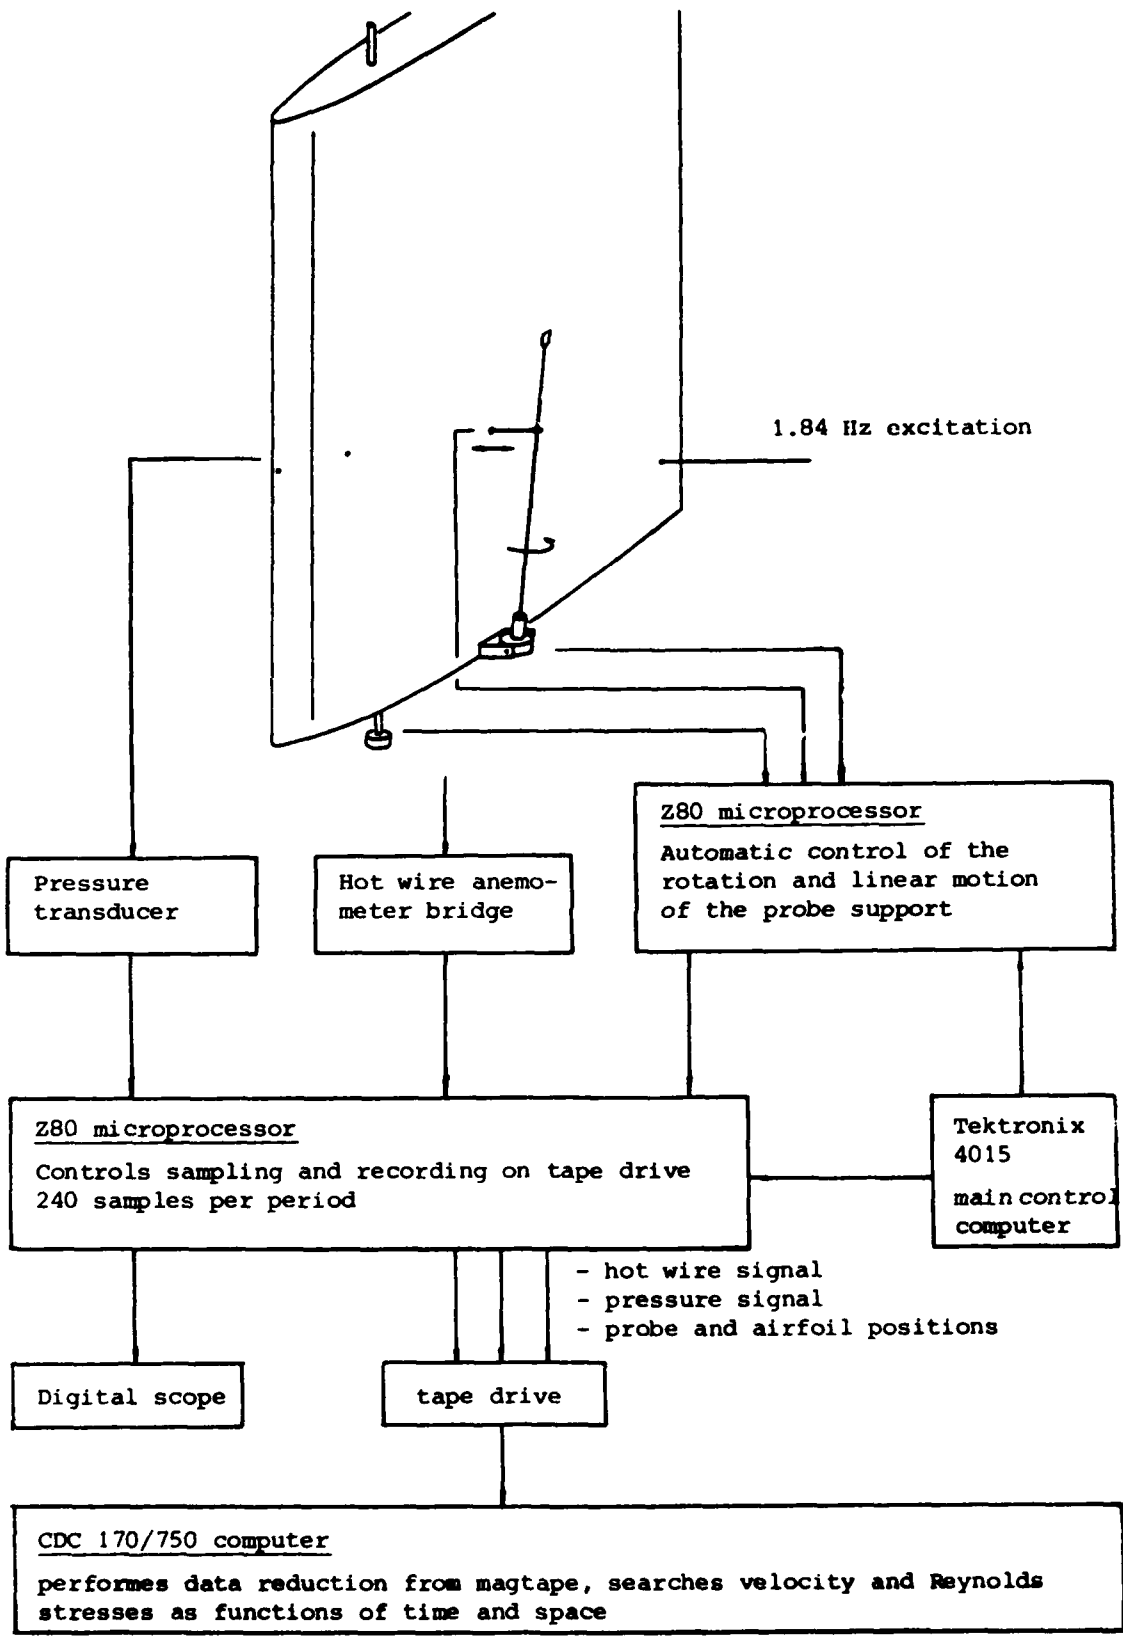 1.84 Hz excitation
Z80 microprocessor
Automatic control of the
rotation and linear motion
of the probe support
Pressure
transducer
Hot wire anemo-
meter bridge
Z80 microprocessor
Controls sampling and recording on tape drive
240 samples per period
Tektronix
4015
main control
computer
- hot wire signal
- pressure signal
- probe and airfoil positions
Digital scope
tape drive
CDC 170/750 computer
performes data reduction from magtape, searches velocity and Reynolds
stresses as functions of time and space